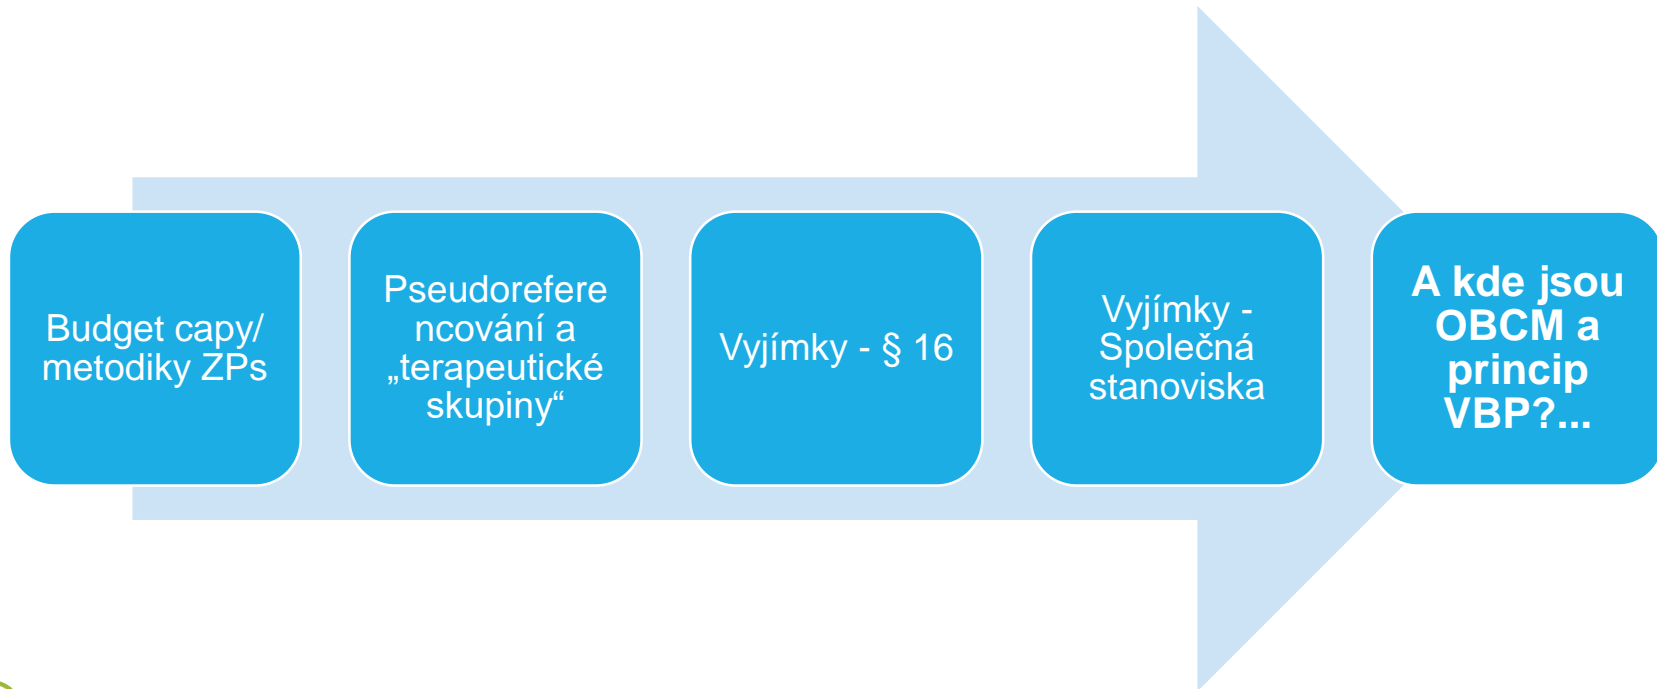 Budget capy/
metodiky ZPs
Pseudorefere
ncování a
„terapeutické
skupiny“
Vyjímky - § 16
Vyjímky -
Společná
stanoviska
A kde jsou
OBCM a
princip
VBP?...